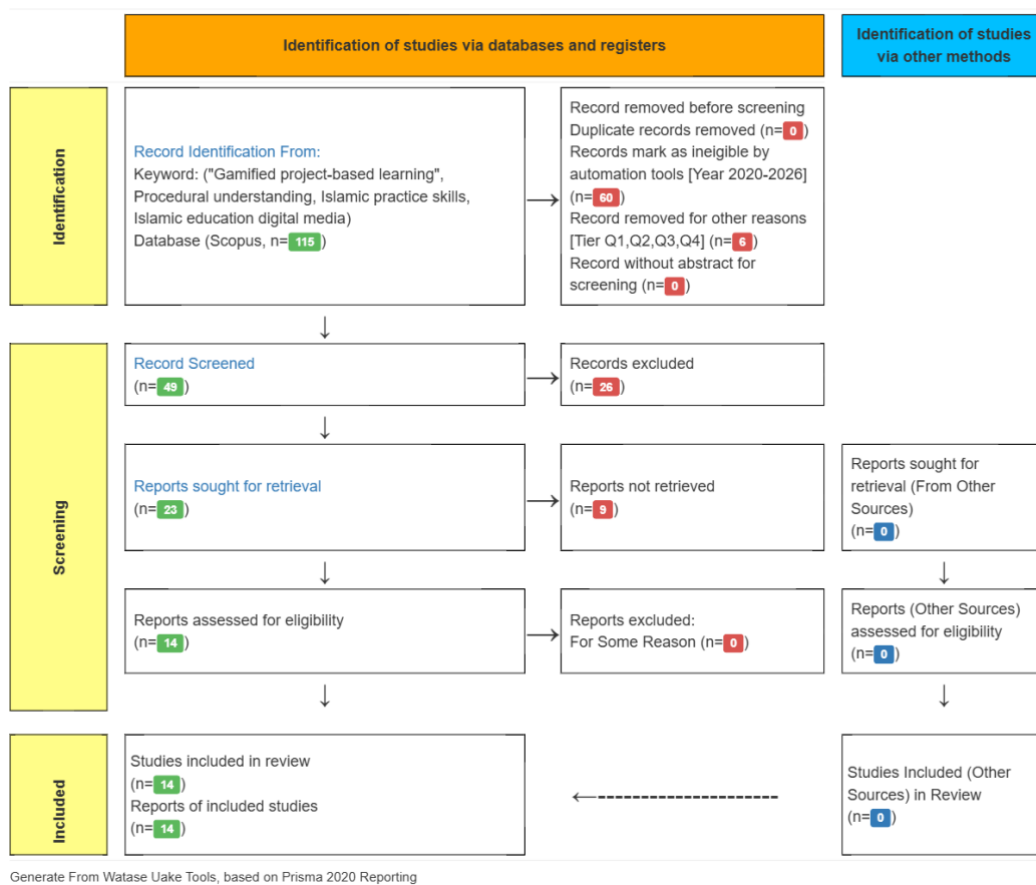 Identification of studies via databases and registers
Identification of studies
via other methods
Identification
Record Identification From:
Keyword: ("Gamified project-based learning",
Procedural understanding, Islamic practice skills,
Islamic education digital media)
Database (Scopus, n=115)
Record removed before screening
Duplicate records removed (n=0)
Records mark as ineigible by
automation tools [Year 2020-2026]
(n=60)
Record removed for other reasons
[Tier Q1,Q2,Q3,Q4] (n=6)
Record without abstract for
screening (n=0)
Screening
Record Screened
(n=49)
Records excluded
(n=26)
Reports sought for retrieval
(n=23)
Reports not retrieved
(n=9)
Reports sought for
retrieval (From Other
Sources)
(n=0)
Reports assessed for eligibility
(n=14)
Reports excluded:
For Some Reason (n=0)
Reports (Other Sources)
assessed for eligibility
(n=0)
Included
Studies included in review
(n=14)
Reports of included studies
(n=14)
Studies Included (Other
Sources) in Review
(n=0)
Generate From Watase Uake Tools, based on Prisma 2020 Reporting